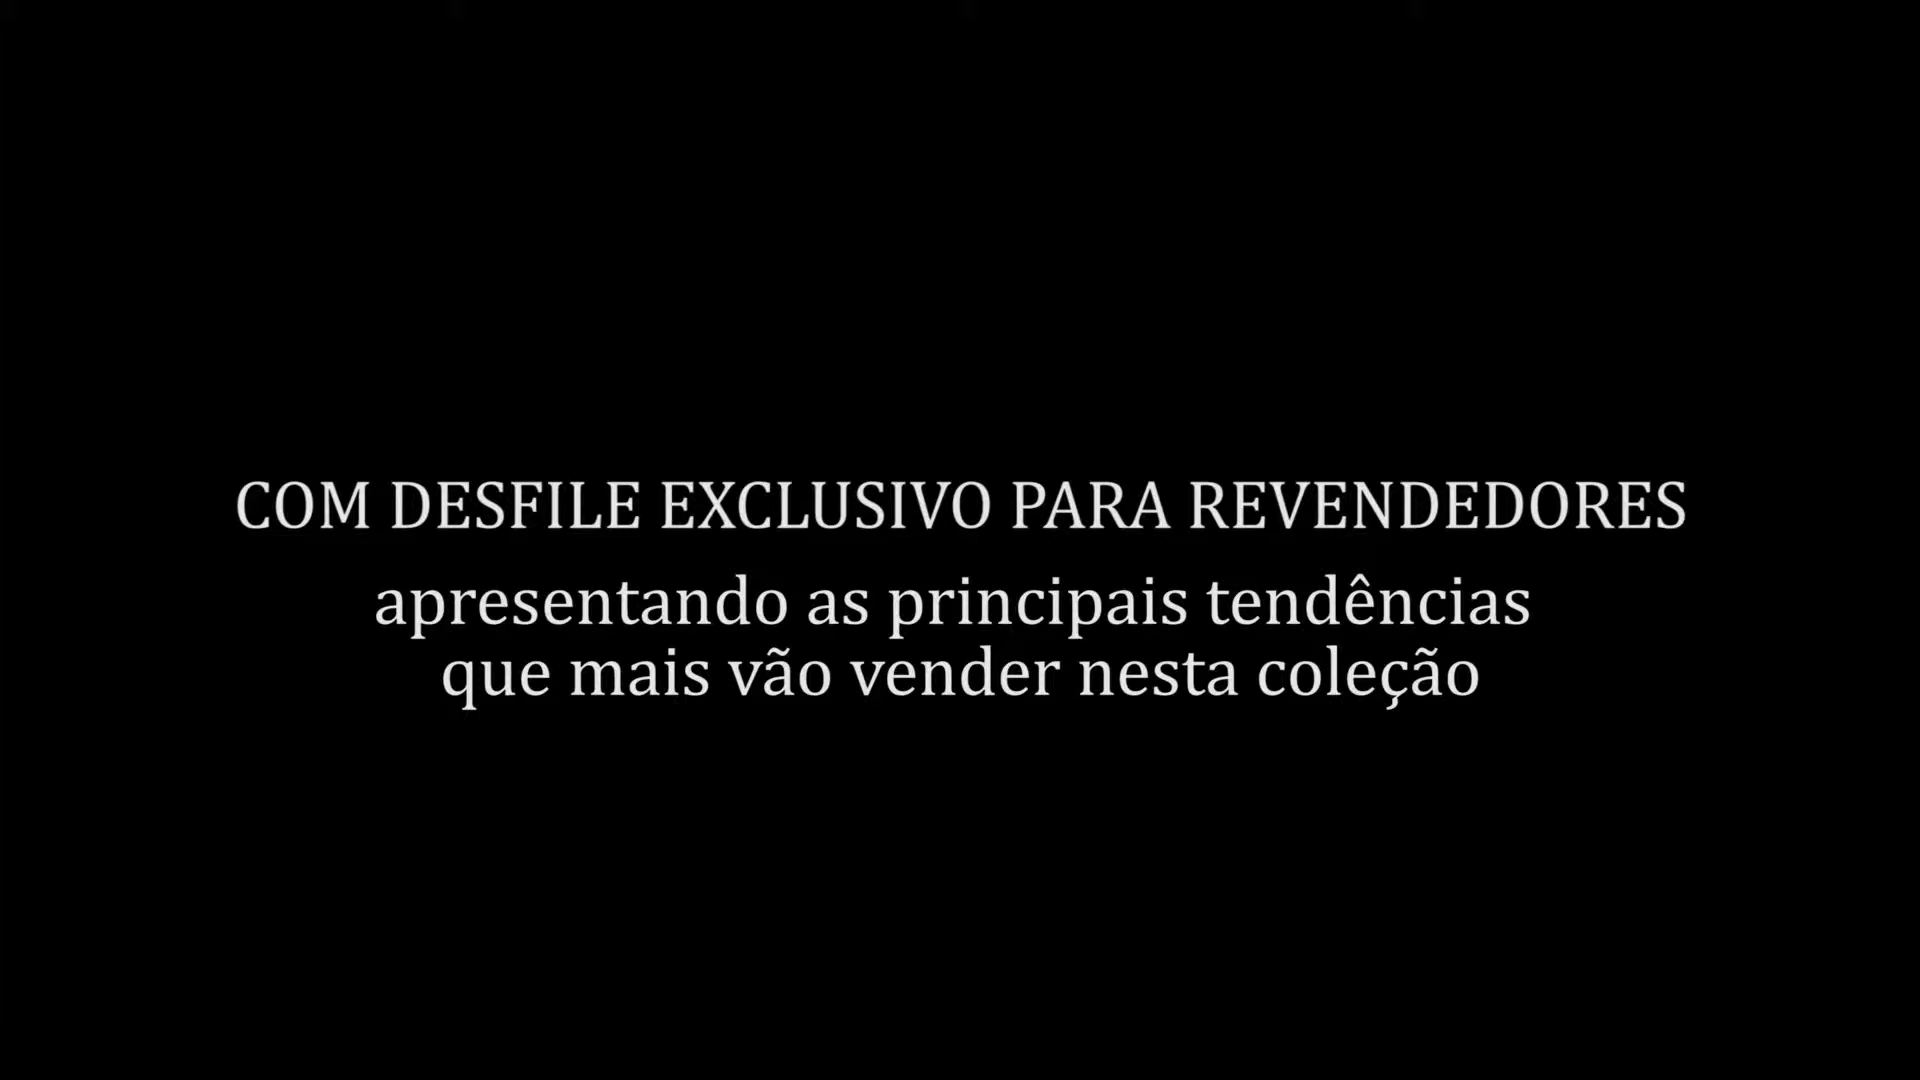 COM DESFILE EXCLUSIVO PARA REVENDEDORES
apresentando as principais tendências
que mais vão vender nesta coleção